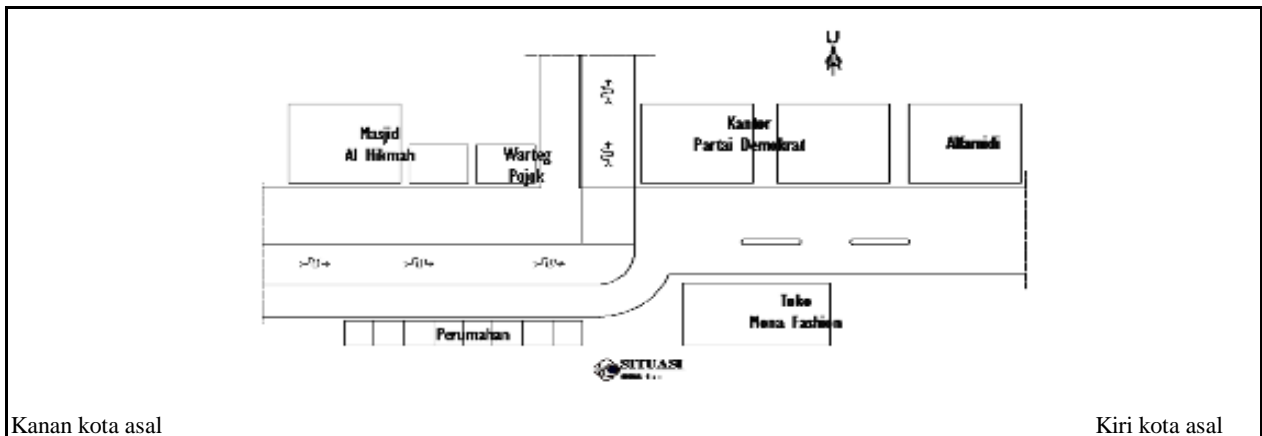 U
Kantor
Partai Demokrat
Alfamidi
Masjid
Al Hikmah
Warteg
Pojok
Toko
Mona Fashion
Perumahan
SITUASI
Kanan kota asal
Kiri kota asal